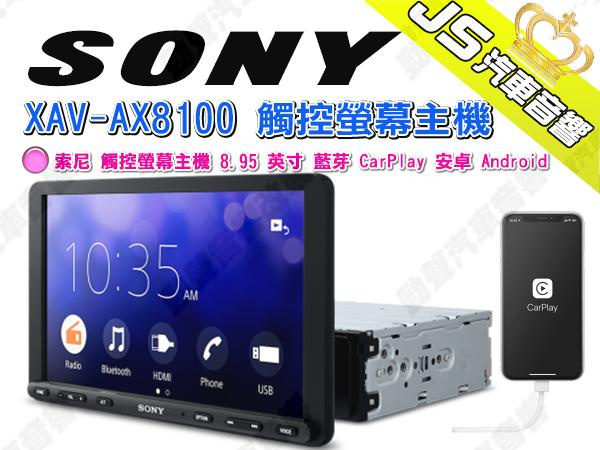 SONY
JS汽車音響
XAV-AX8100 觸控螢幕主機
索尼 觸控螢幕主機 8.95 英寸 藍芽 CarPlay 安卓 Android
10:35 AM
Radio
Bluetooth
HDMI
Phone
USB
SONY
OPTION
VOICE
CarPlay